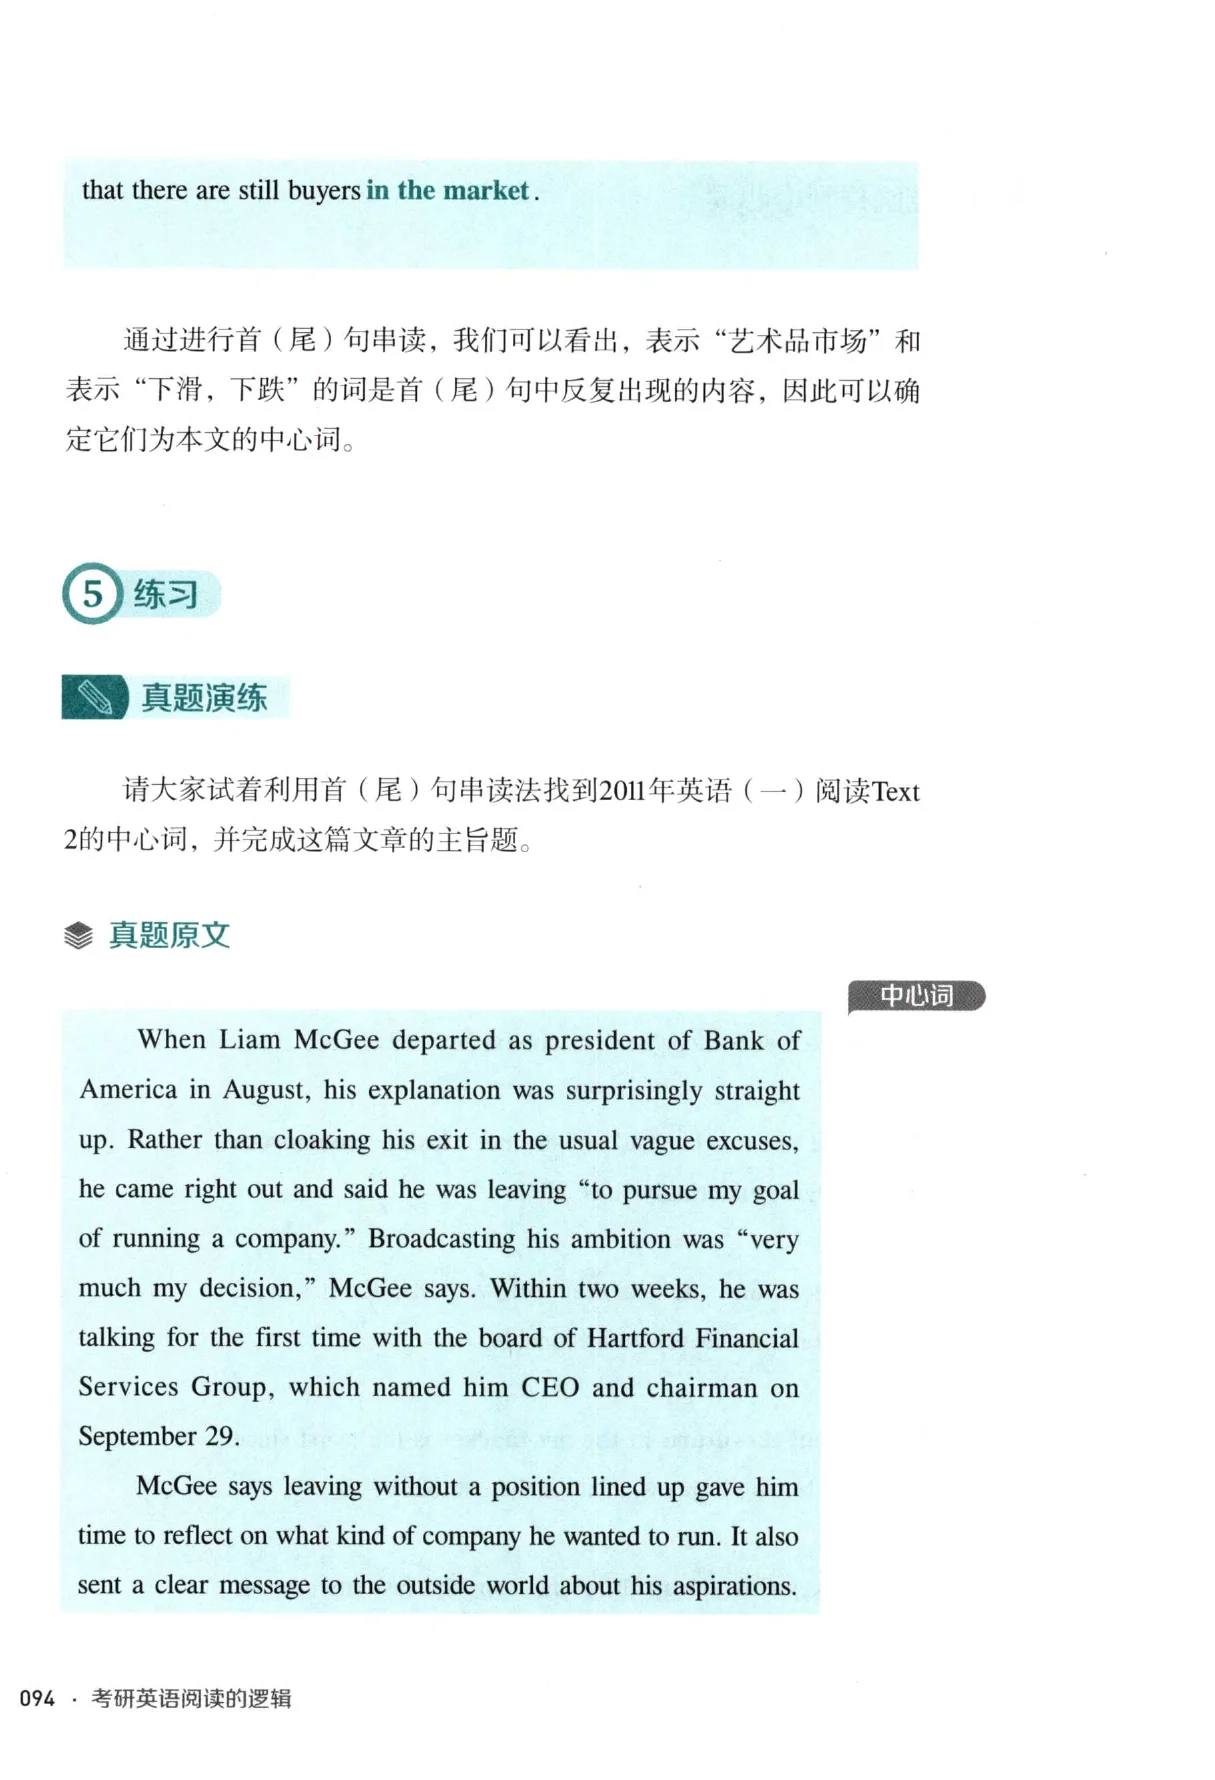 that there are still buyers in the market.
通过进行首（尾）句串读，我们可以看出，表示“艺术品市场”和
表示“下滑，下跌”的词是首（尾）句中反复出现的内容，因此可以确
定它们为本文的中心词。
5 练习
真题演练
请大家试着利用首（尾）句串读法找到2011年英语（一）阅读Text
2的中心词，并完成这篇文章的主旨题。
真题原文
中心词
When Liam McGee departed as president of Bank of
America in August, his explanation was surprisingly straight
up. Rather than cloaking his exit in the usual vague excuses,
he came right out and said he was leaving “to pursue my goal
of running a company.” Broadcasting his ambition was “very
much my decision,” McGee says. Within two weeks, he was
talking for the first time with the board of Hartford Financial
Services Group, which named him CEO and chairman on
September 29.
McGee says leaving without a position lined up gave him
time to reflect on what kind of company he wanted to run. It also
sent a clear message to the outside world about his aspirations.
094 · 考研英语阅读的逻辑